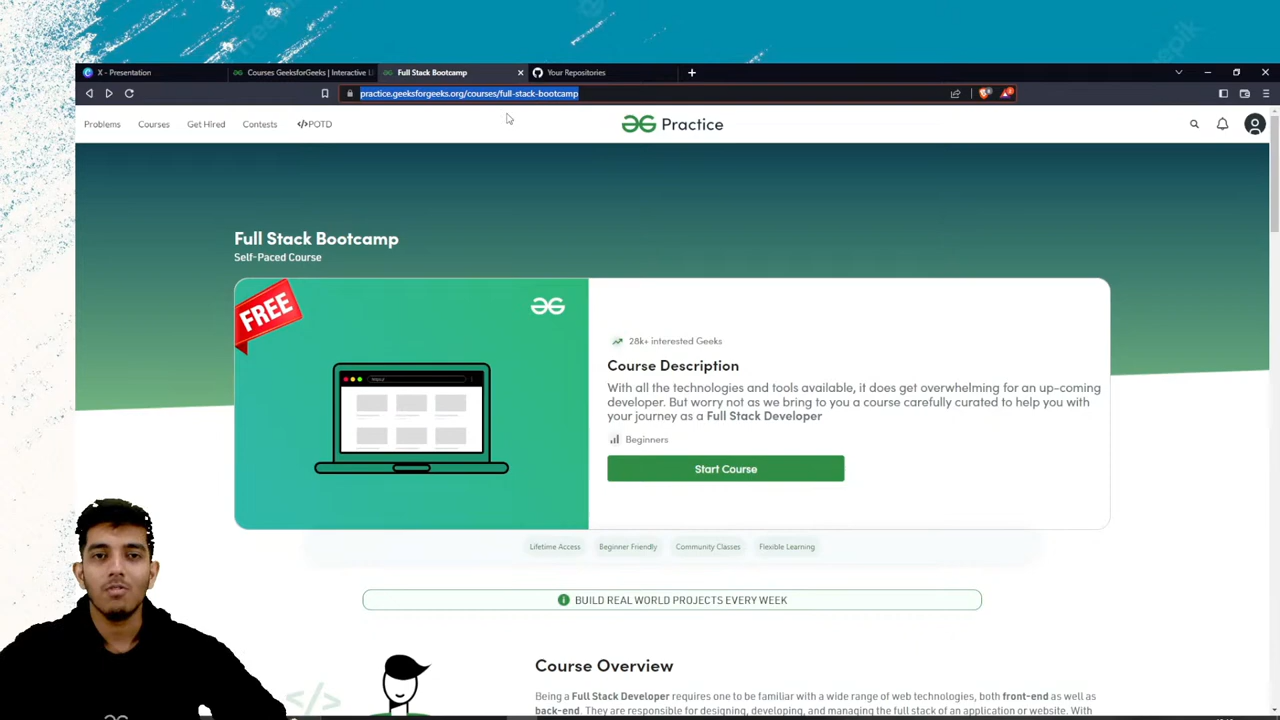 X - Presentation
Courses GeeksforGeeks | Interactive Li
Full Stack Bootcamp
Your Repositories
practice.geeksforgeeks.org/courses/full-stack-bootcamp
Problems
Courses
Get Hired
Contests
</>POTD
Practice
Full Stack Bootcamp
Self-Paced Course
FREE
28k+ interested Geeks
Course Description
With all the technologies and tools available, it does get overwhelming for an up-coming
developer. But worry not as we bring to you a course carefully curated to help you with
your journey as a Full Stack Developer
Beginners
Start Course
Lifetime Access
Beginner Friendly
Community Classes
Flexible Learning
BUILD REAL WORLD PROJECTS EVERY WEEK
Course Overview
Being a Full Stack Developer requires one to be familiar with a wide range of web technologies, both front-end as well as
back-end. They are responsible for designing, developing, and managing the full stack of an application or website. With